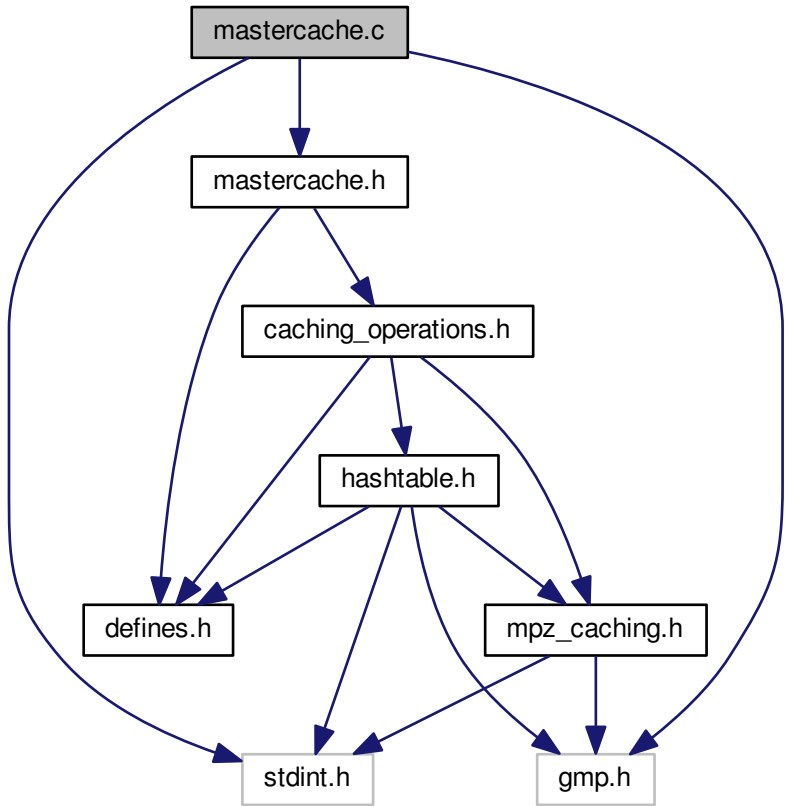 mastercache.c
mastercache.h
caching_operations.h
hashtable.h
defines.h
mpz_caching.h
stdint.h
gmp.h